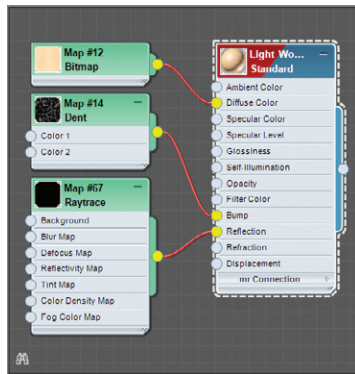 Map #12
Bitmap
Map #14
Dent
Color 1
Color 2
Map #67
Raytrace
Background
Blur Map
Defocus Map
Reflectivity Map
Tint Map
Color Density Map
Fog Color Map
Light Wo...
Standard
Ambient Color
Diffuse Color
Specular Color
Specular Level
Glossiness
Self-Illumination
Opacity
Filter Color
Bump
Reflection
Refraction
Displacement
mr Connection +